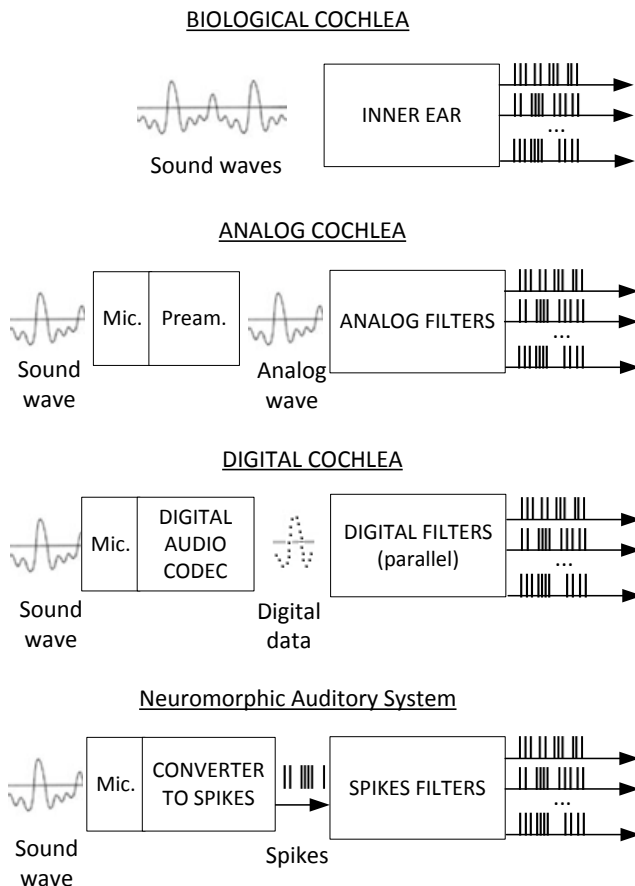 BIOLOGICAL COCHLEA
INNER EAR
...
Sound waves
ANALOG COCHLEA
Mic. Pream. ANALOG FILTERS
...
Sound wave
Analog wave
DIGITAL COCHLEA
Mic.
DIGITAL
AUDIO
CODEC
DIGITAL FILTERS
(parallel)
...
Sound
wave
Digital
data
Neuromorphic Auditory System
Mic.
CONVERTER
TO SPIKES
SPIKES FILTERS
...
Spikes
Sound
wave